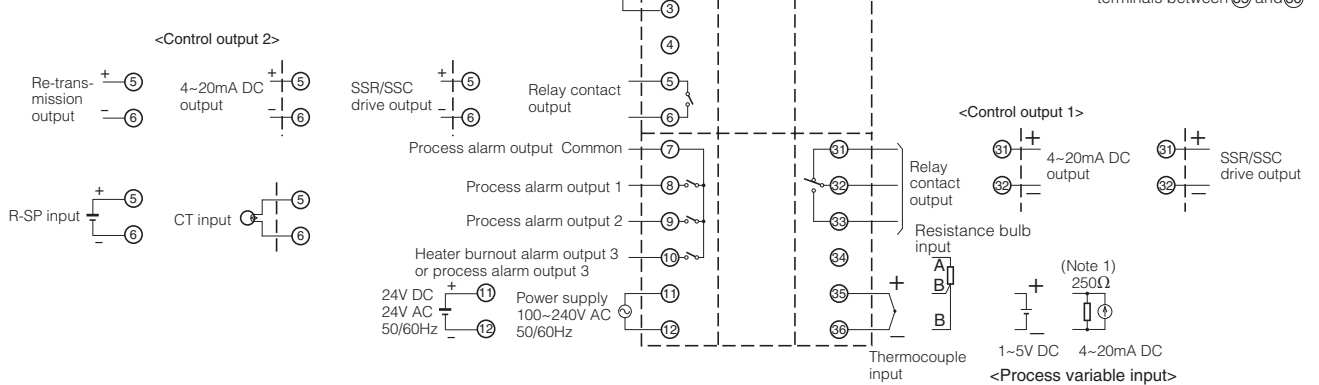 terminals between 35 and 36
3
<Control output 2>
4
Re-trans-
mission
output
+ 5
− 6
4~20mA DC
output
+ 5
− 6
SSR/SSC
drive output
+ 5
− 6
Relay contact
output
5
6
<Control output 1>
Process alarm output Common
7
Process alarm output 1
8
Process alarm output 2
9
Heater burnout alarm output 3
or process alarm output 3
10
31
32
33
Relay
contact
output
31 +
32 −
4~20mA DC
output
31 +
32 −
SSR/SSC
drive output
R-SP input
+ 5
− 6
CT input
5
6
34
24V DC
24V AC
50/60Hz
+ 11
− 12
Power supply
100~240V AC
50/60Hz
11
12
35 +
36 −
Thermocouple
input
Resistance bulb
input
A
B
B
+
−
1~5V DC
(Note 1)
250Ω
4~20mA DC
<Process variable input>